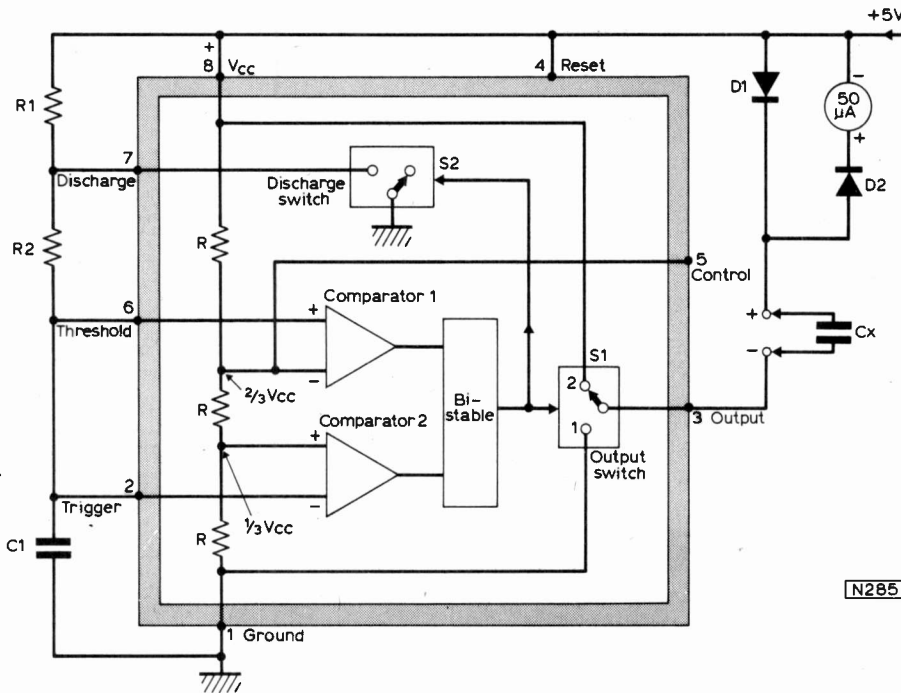 +5V
+
8 Vcc
4 Reset
R1
D1
-
50
µA
+
D2
7
Discharge
Discharge
switch
S2
R2
R
5
Control
6
Threshold
Comparator 1
+
-
2/3Vcc
Bi-
stable
S1
2
1
Output
switch
3 Output
+
-
Cx
R
Comparator 2
+
-
1/3Vcc
2
Trigger
R
C1
1 Ground
N285